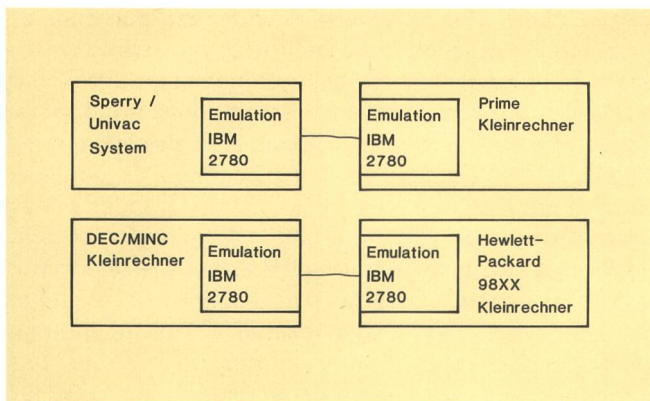 Sperry /
Univac
System
Emulation
IBM
2780
Emulation
IBM
2780
Prime
Kleinrechner
DEC/MINC
Kleinrechner
Emulation
IBM
2780
Emulation
IBM
2780
Hewlett-
Packard
98XX
Kleinrechner